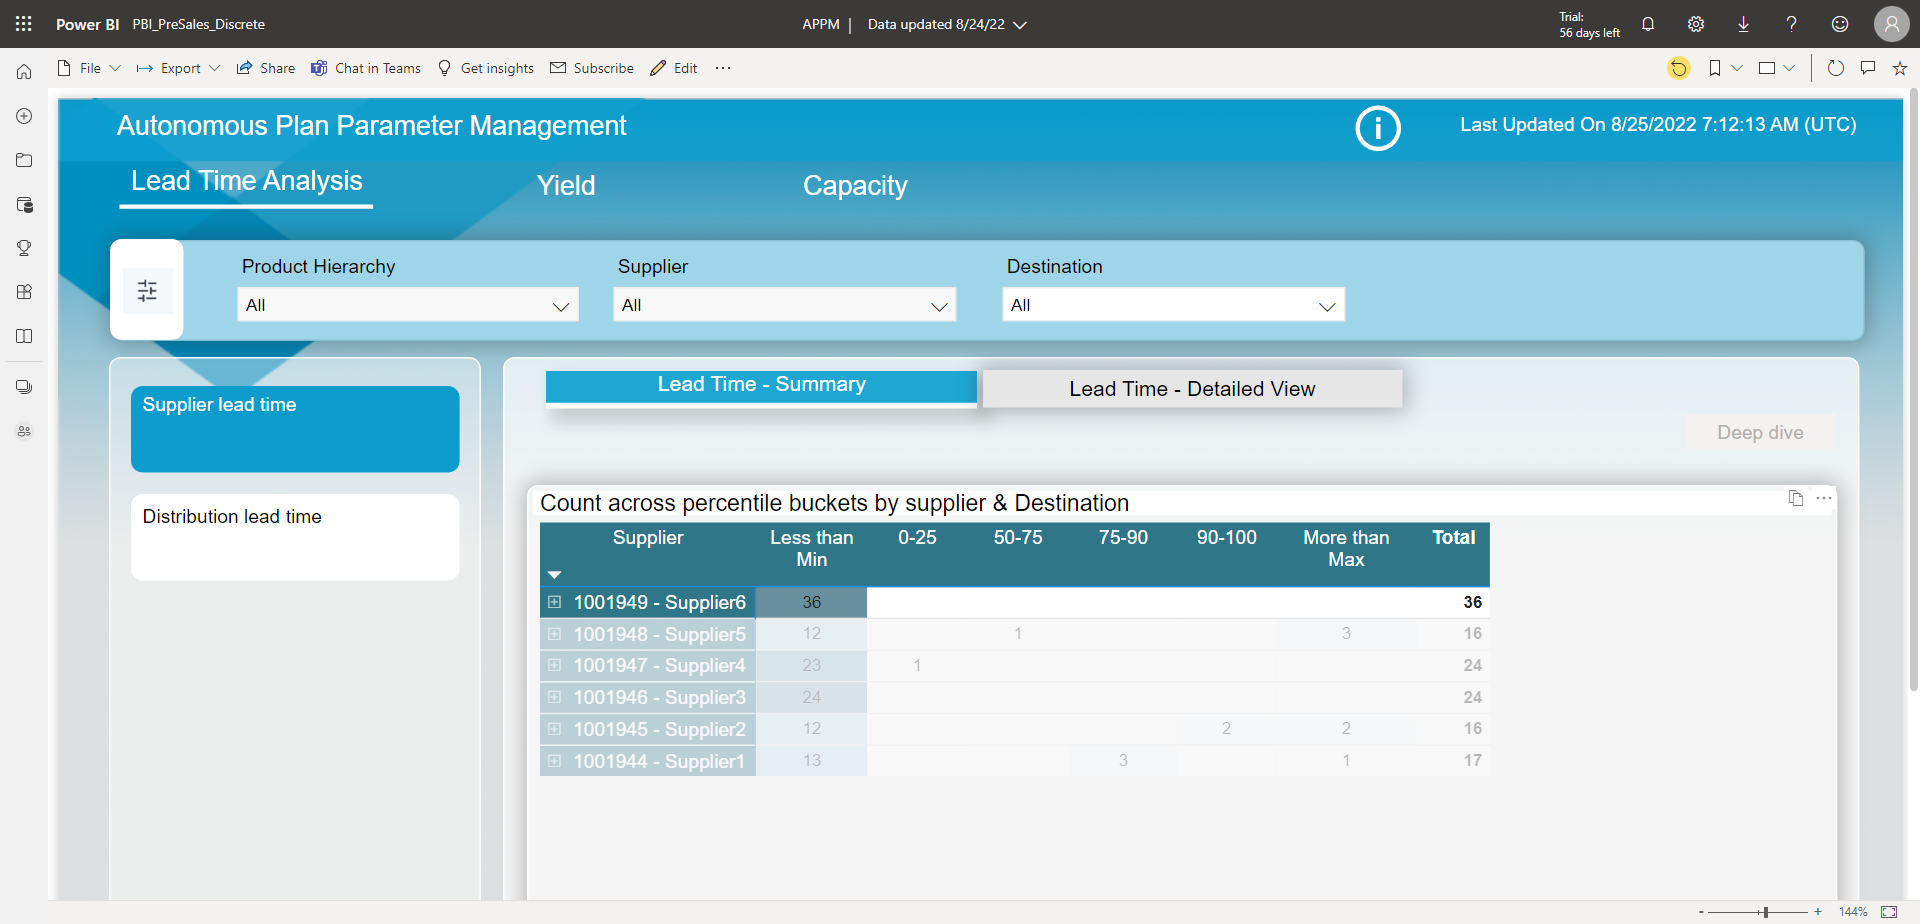 Power BI PBI_PreSales_Discrete APPM | Data updated 8/24/22 Trial:
56 days left
File Export Share Chat in Teams Get insights Subscribe Edit
Autonomous Plan Parameter Management Last Updated On 8/25/2022 7:12:13 AM (UTC)
Lead Time Analysis Yield Capacity
Product Hierarchy Supplier Destination
All All All
Supplier lead time
Distribution lead time
Lead Time - Summary Lead Time - Detailed View
Deep dive
Count across percentile buckets by supplier & Destination
Supplier Less than Min 0-25 50-75 75-90 90-100 More than Max Total
1001949 - Supplier6 36 36
1001948 - Supplier5 12 1 3 16
1001947 - Supplier4 23 1 24
1001946 - Supplier3 24 24
1001945 - Supplier2 12 2 2 16
1001944 - Supplier1 13 3 1 17
- + 144%